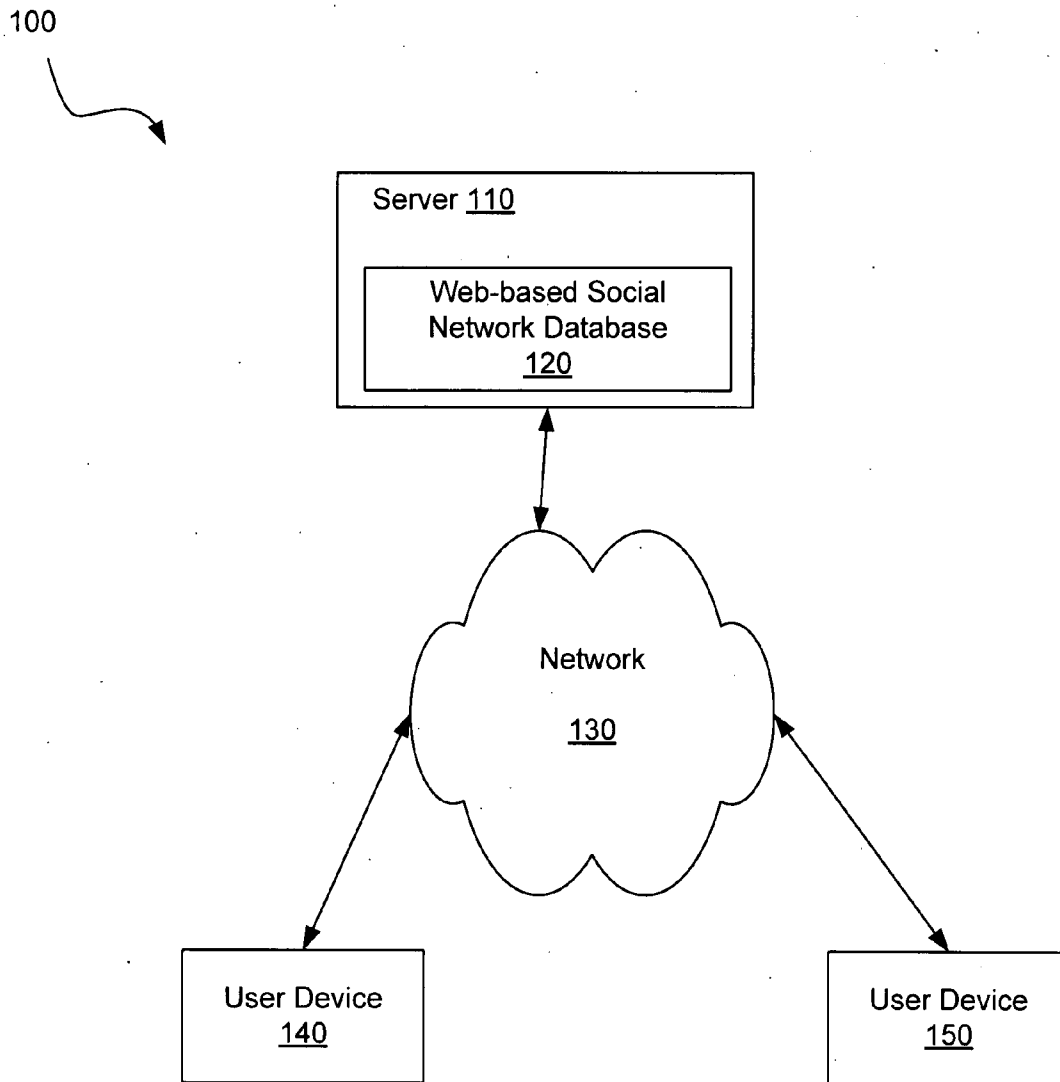 100
Server 110
Web-based Social
Network Database
120
Network
130
User Device
140
User Device
150